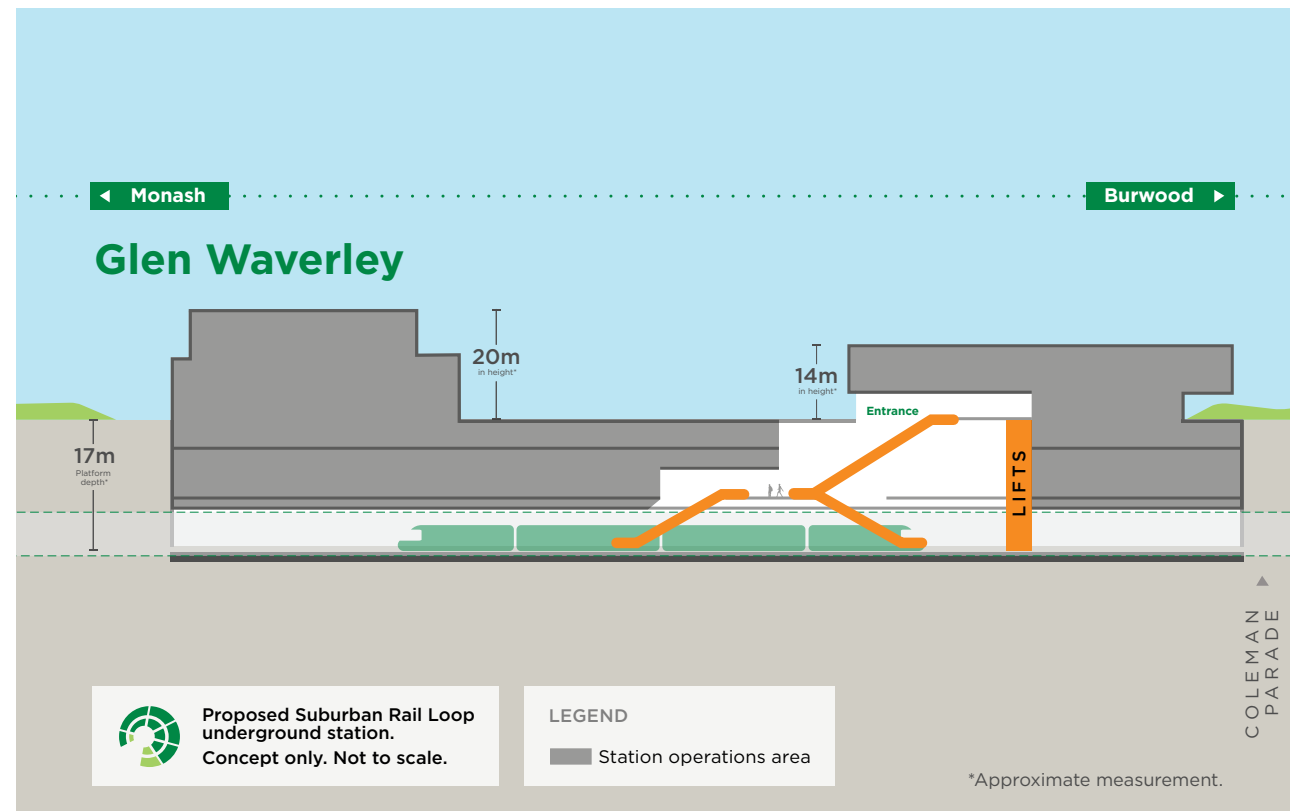 Monash
Burwood
Glen Waverley
20m
in height*
14m
in height*
Entrance
17m
Platform
depth*
LIFTS
COLEMAN
PARADE
Proposed Suburban Rail Loop
underground station.
Concept only. Not to scale.
LEGEND
Station operations area
*Approximate measurement.